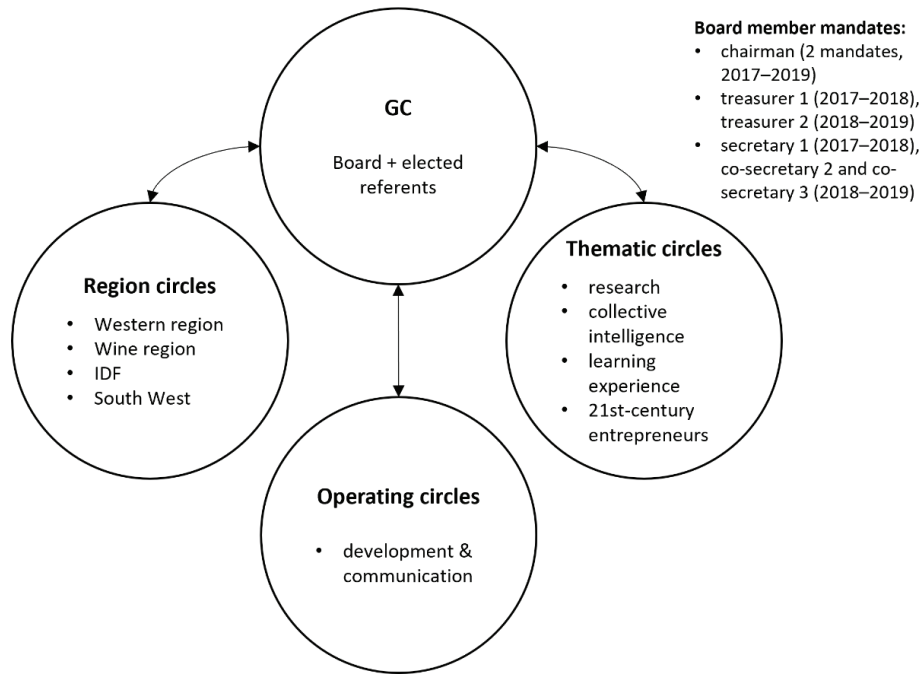 Board member mandates:
• chairman (2 mandates,
2017–2019)
• treasurer 1 (2017–2018),
treasurer 2 (2018–2019)
• secretary 1 (2017–2018),
co-secretary 2 and co-
secretary 3 (2018–2019)
GC
Board + elected
referents
Region circles
• Western region
• Wine region
• IDF
• South West
Thematic circles
• research
• collective
intelligence
• learning
experience
• 21st-century
entrepreneurs
Operating circles
• development &
communication